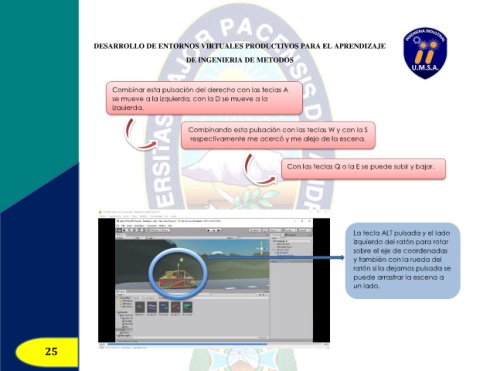 DESARROLLO DE ENTORNOS VIRTUALES PRODUCTIVOS PARA EL APRENDIZAJE
DE INGENIERIA DE METODOS
INGENIERIA INDUSTRIAL
U.M.S.A.
Combinar esta pulsación del derecho con las teclas A
se mueve a la izquierda, con la D se mueve a la
izquierda.
Combinando esta pulsación con las teclas W y con la S
respectivamente me acercó y me alejo de la escena.
Con las teclas Q o la E se puede subir y bajar.
La tecla ALT pulsada y el lado
izquierdo del ratón para rotar
sobre el eje de coordenadas
y también con la rueda del
ratón si la dejamos pulsada se
puede arrastrar la escena a
un lado.
25